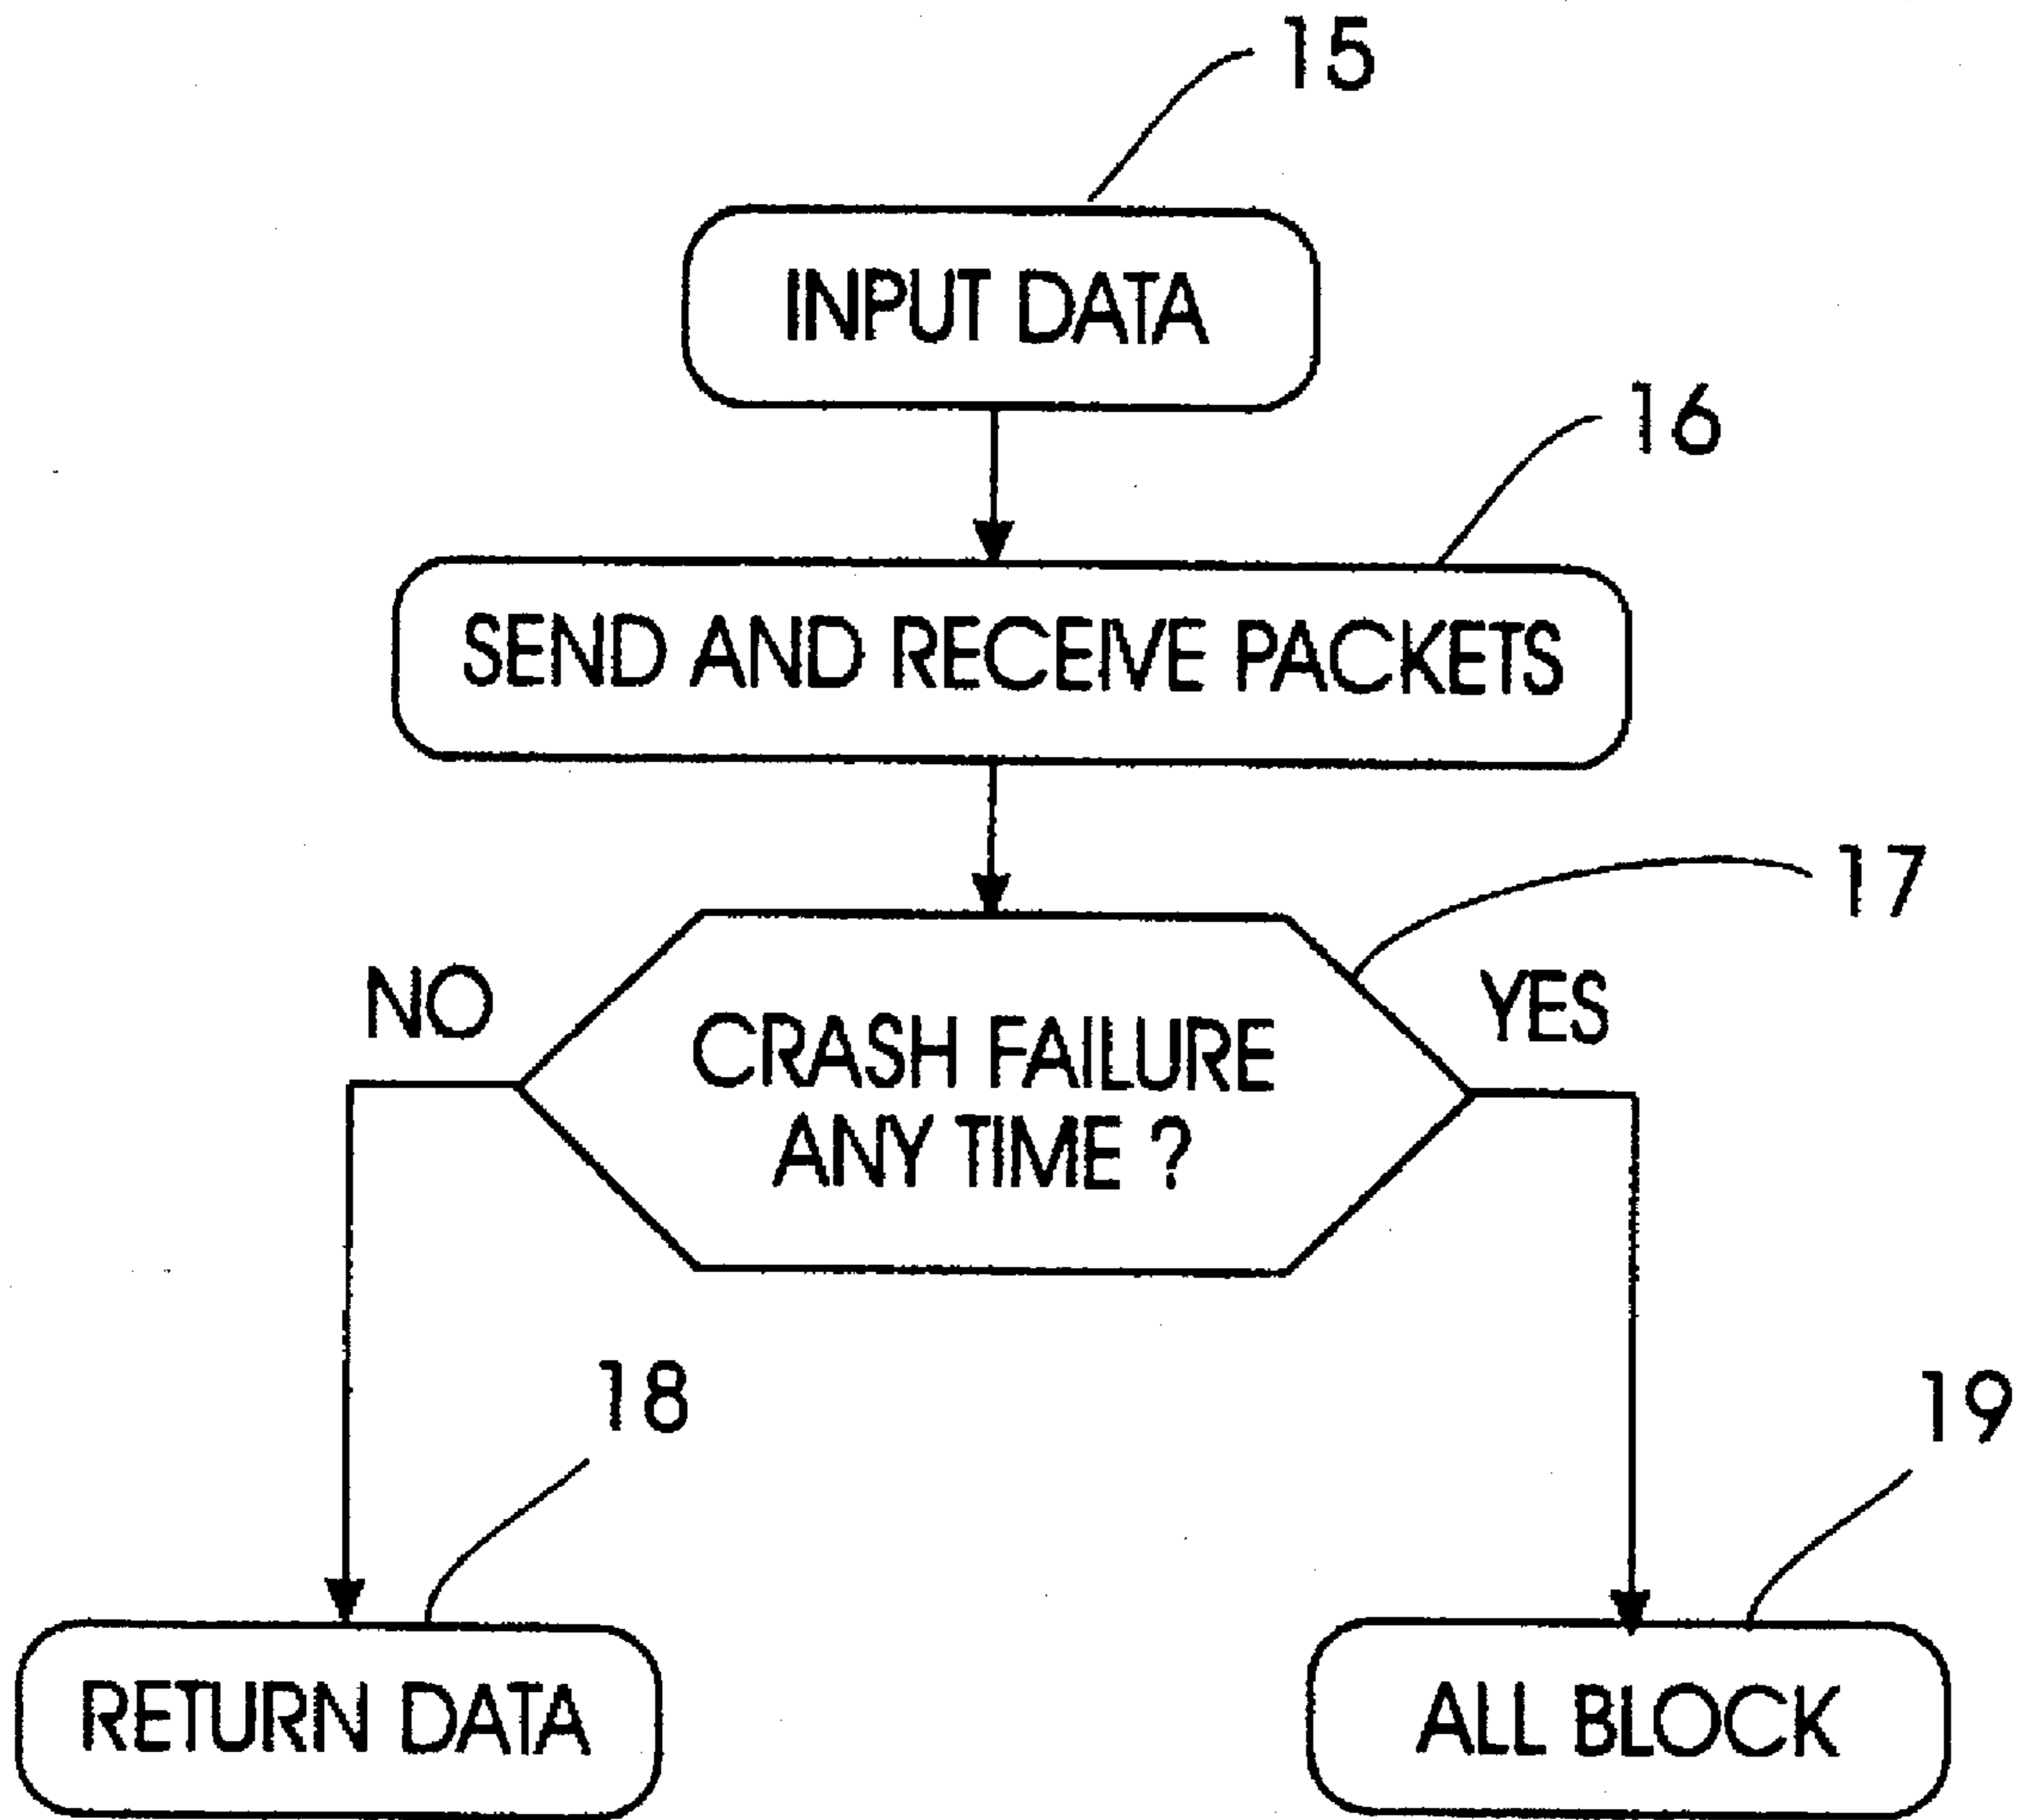 15
INPUT DATA
16
SEND AND RECEIVE PACKETS
17
NO
YES
CRASH FAILURE
ANY TIME ?
18
19
RETURN DATA
ALL BLOCK